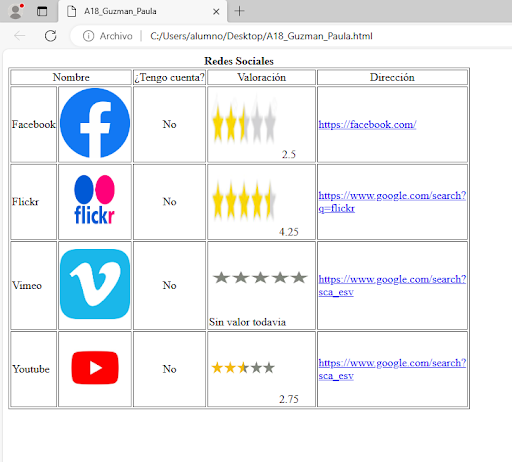 A18_Guzman_Paula
Archivo | C:/Users/alumno/Desktop/A18_Guzman_Paula.html
Redes Sociales
Nombre ¿Tengo cuenta? Valoración Dirección
Facebook No 2.5 https://facebook.com/
Flickr flickr No 4.25 https://www.google.com/search?
q=flickr
Vimeo No Sin valor todavia https://www.google.com/search?
sca_esv
Youtube No 2.75 https://www.google.com/search?
sca_esv